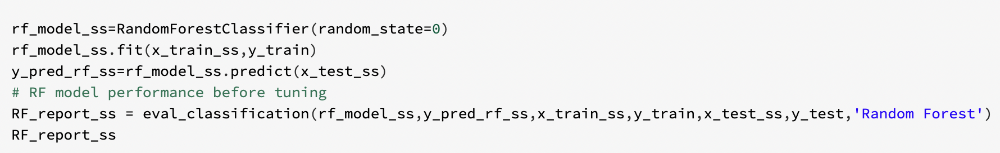 rf_model_ss=RandomForestClassifier(random_state=0)
rf_model_ss.fit(x_train_ss,y_train)
y_pred_rf_ss=rf_model_ss.predict(x_test_ss)
# RF model performance before tuning
RF_report_ss = eval_classification(rf_model_ss,y_pred_rf_ss,x_train_ss,y_train,x_test_ss,y_test,'Random Forest')
RF_report_ss